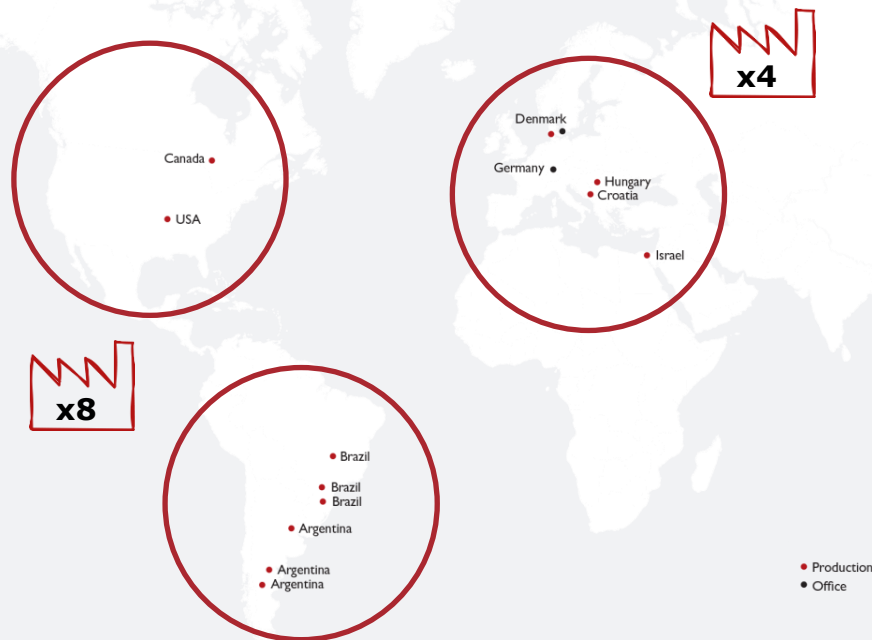 x4
Denmark
Canada
Germany
Hungary
Croatia
USA
Israel
x8
Brazil
Brazil
Brazil
Argentina
Argentina
Argentina
Production
Office